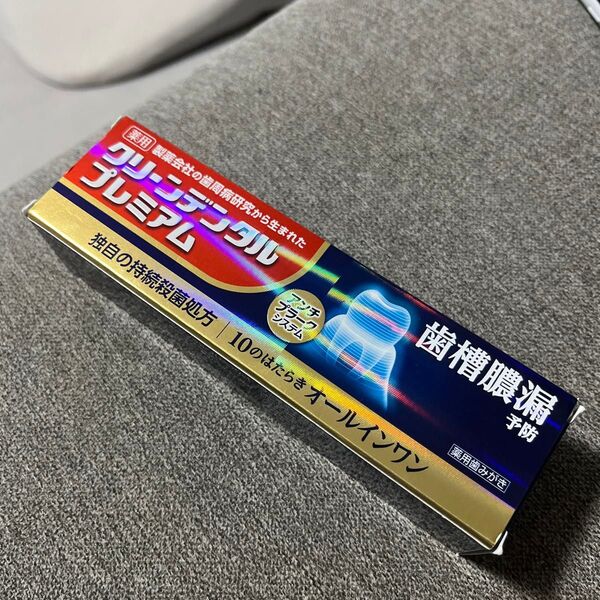 薬用 製薬会社の歯周病研究から生まれた
クリーンデンタル
プレミアム
アンチ
プラーク
システム
歯槽膿漏
予防
薬用歯みがき
独自の持続殺菌処方
10のはたらき オールインワン